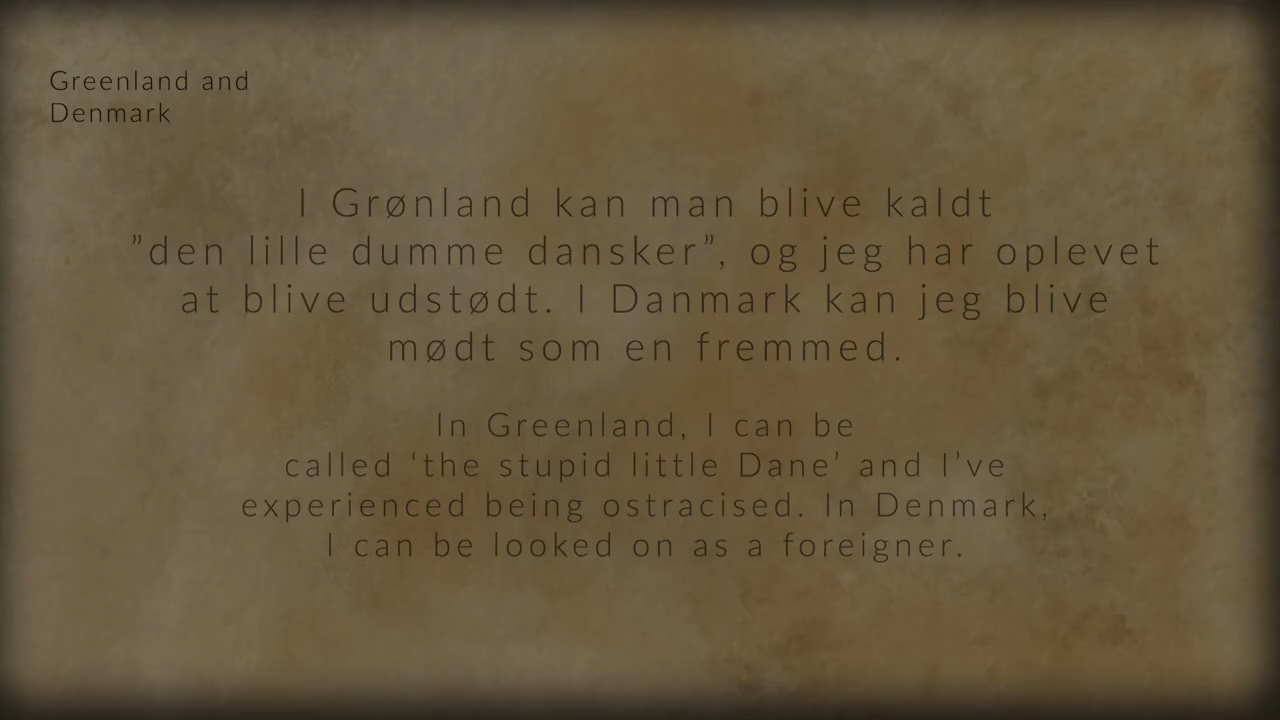 Greenland and
Denmark
I Grønland kan man blive kaldt
”den lille dumme dansker”, og jeg har oplevet
at blive udstødt. I Danmark kan jeg blive
mødt som en fremmed.
In Greenland, I can be
called ‘the stupid little Dane’ and I’ve
experienced being ostracised. In Denmark,
I can be looked on as a foreigner.